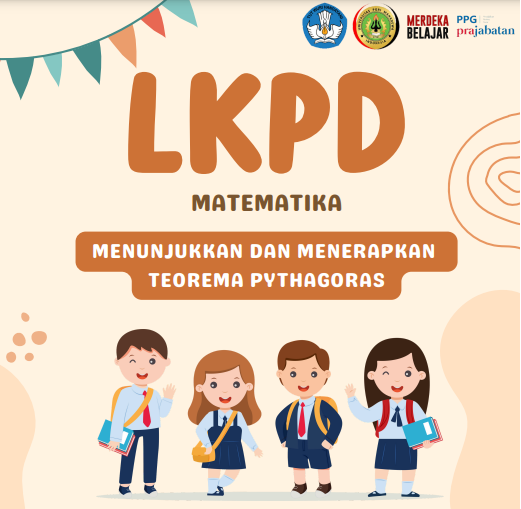 MERDEKA
BELAJAR
PPG
prajabatan
LKPD
MATEMATIKA
MENUNJUKKAN DAN MENERAPKAN
TEOREMA PYTHAGORAS